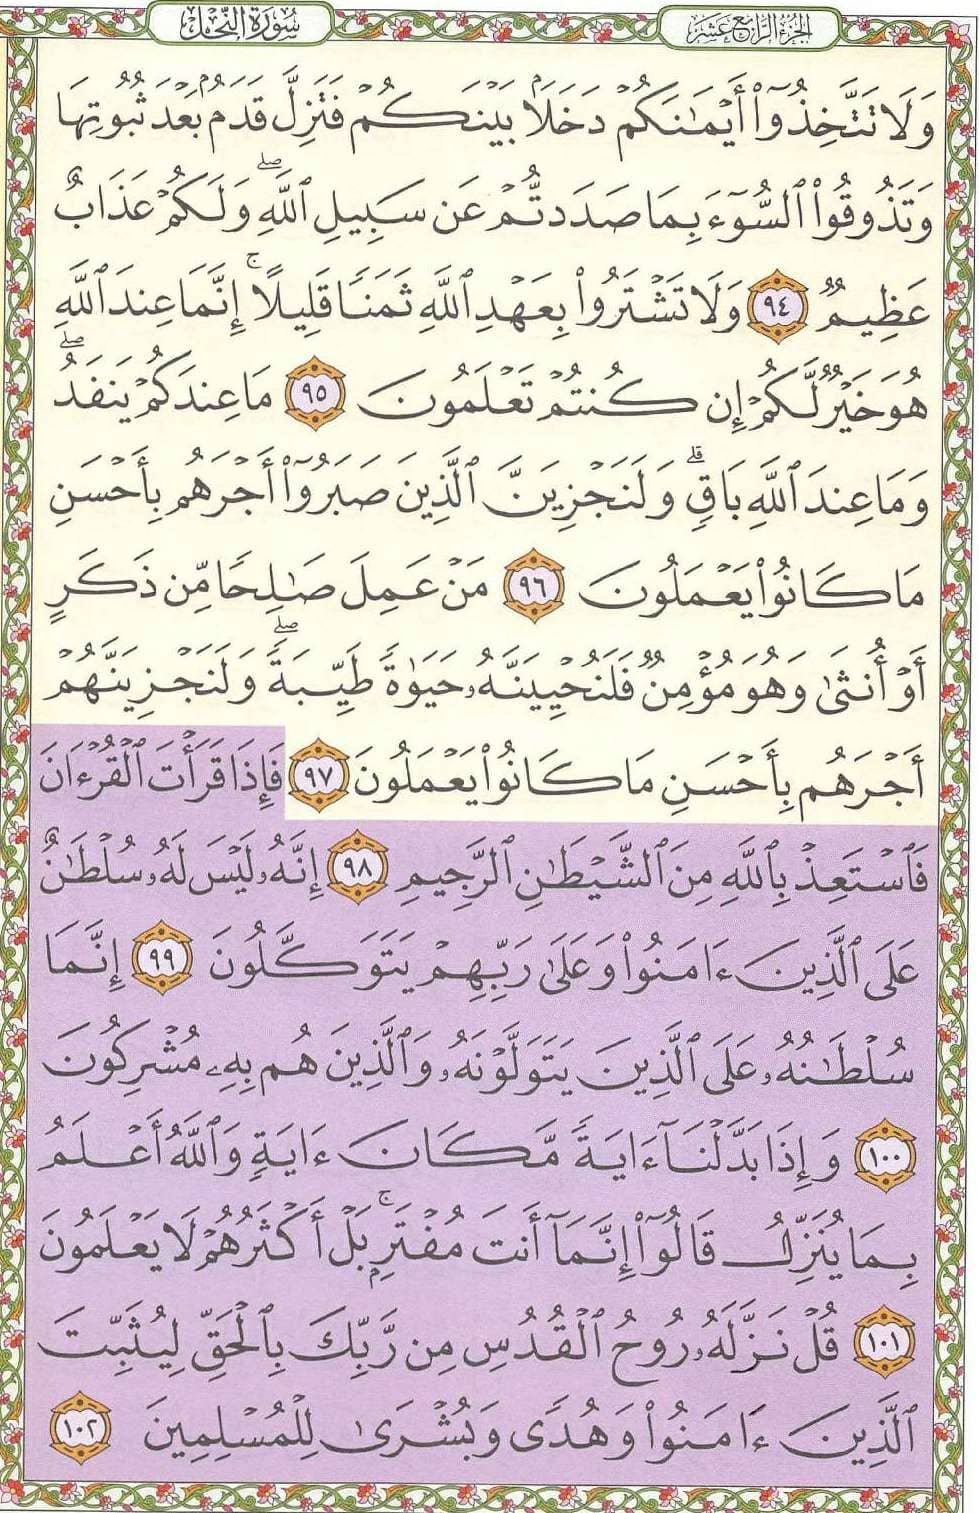 الجزء الرابع عشر
سورة النحل
وَلَا تَتَّخِذُوٓا۟ أَيْمَٰنَكُمْ دَخَلًۢا بَيْنَكُمْ فَتَزِلَّ قَدَمٌۢ بَعْدَ ثُبُوتِهَا
وَتَذُوقُوا۟ ٱلسُّوٓءَ بِمَا صَدَدتُّمْ عَن سَبِيلِ ٱللَّهِ ۖ وَلَكُمْ عَذَابٌ
عَظِيمٌ ٩٤ وَلَا تَشْتَرُوا۟ بِعَهْدِ ٱللَّهِ ثَمَنًا قَلِيلًا ۚ إِنَّمَا عِندَ ٱللَّهِ
هُوَ خَيْرٌ لَّكُمْ إِن كُنتُمْ تَعْلَمُونَ ٩٥ مَا عِندَكُمْ يَنفَدُ ۖ
وَمَا عِندَ ٱللَّهِ بَاقٍ ۗ وَلَنَجْزِيَنَّ ٱلَّذِينَ صَبَرُوٓا۟ أَجْرَهُم بِأَحْسَنِ
مَا كَانُوا۟ يَعْمَلُونَ ٩٦ مَنْ عَمِلَ صَٰلِحًا مِّن ذَكَرٍ
أَوْ أُنثَىٰ وَهُوَ مُؤْمِنٌ فَلَنُحْيِيَنَّهُۥ حَيَوٰةً طَيِّبَةً ۖ وَلَنَجْزِيَنَّهُمْ
أَجْرَهُم بِأَحْسَنِ مَا كَانُوا۟ يَعْمَلُونَ ٩٧ فَإِذَا قَرَأْتَ ٱلْقُرْءَانَ
فَٱسْتَعِذْ بِٱللَّهِ مِنَ ٱلشَّيْطَٰنِ ٱلرَّجِيمِ ٩٨ إِنَّهُۥ لَيْسَ لَهُۥ سُلْطَٰنٌ
عَلَى ٱلَّذِينَ ءَامَنُوا۟ وَعَلَىٰ رَبِّهِمْ يَتَوَكَّلُونَ ٩٩ إِنَّمَا
سُلْطَٰنُهُۥ عَلَى ٱلَّذِينَ يَتَوَلَّوْنَهُۥ وَٱلَّذِينَ هُم بِهِۦ مُشْرِكُونَ
١٠٠ وَإِذَا بَدَّلْنَآ ءَايَةً مَّكَانَ ءَايَةٍ وَٱللَّهُ أَعْلَمُ
بِمَا يُنَزِّلُ قَالُوٓا۟ إِنَّمَآ أَنتَ مُفْتَرٍۭ ۚ بَلْ أَكْثَرُهُمْ لَا يَعْلَمُونَ
١٠١ قُلْ نَزَّلَهُۥ رُوحُ ٱلْقُدُسِ مِن رَّبِّكَ بِٱلْحَقِّ لِيُثَبِّتَ
ٱلَّذِينَ ءَامَنُوا۟ وَهُدًى وَبُشْرَىٰ لِلْمُسْلِمِينَ ١٠٢